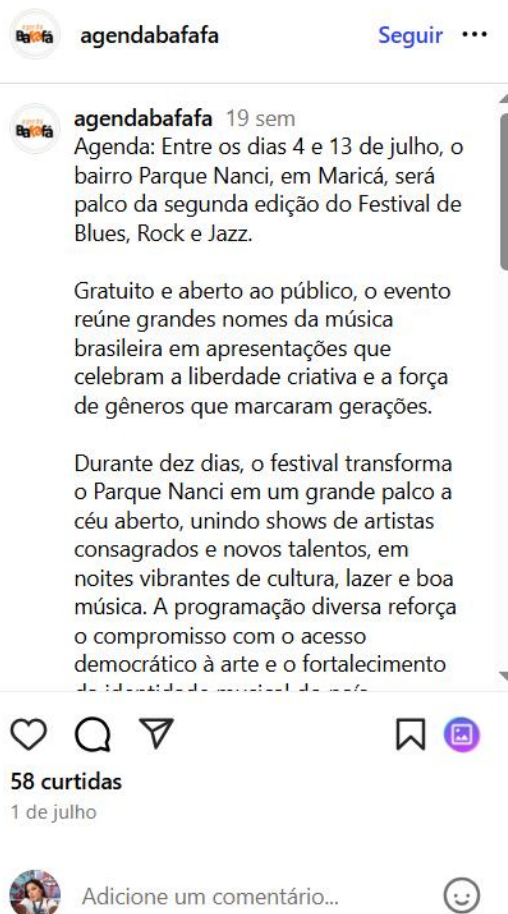 agendabafafa
Seguir
agendabafafa 19 sem
Agenda: Entre os dias 4 e 13 de julho, o
bairro Parque Nanci, em Maricá, será
palco da segunda edição do Festival de
Blues, Rock e Jazz.
Gratuito e aberto ao público, o evento
reúne grandes nomes da música
brasileira em apresentações que
celebram a liberdade criativa e a força
de gêneros que marcaram gerações.
Durante dez dias, o festival transforma
o Parque Nanci em um grande palco a
céu aberto, unindo shows de artistas
consagrados e novos talentos, em
noites vibrantes de cultura, lazer e boa
música. A programação diversa reforça
o compromisso com o acesso
democrático à arte e o fortalecimento
da identidade musical do país
58 curtidas
1 de julho
Adicione um comentário...